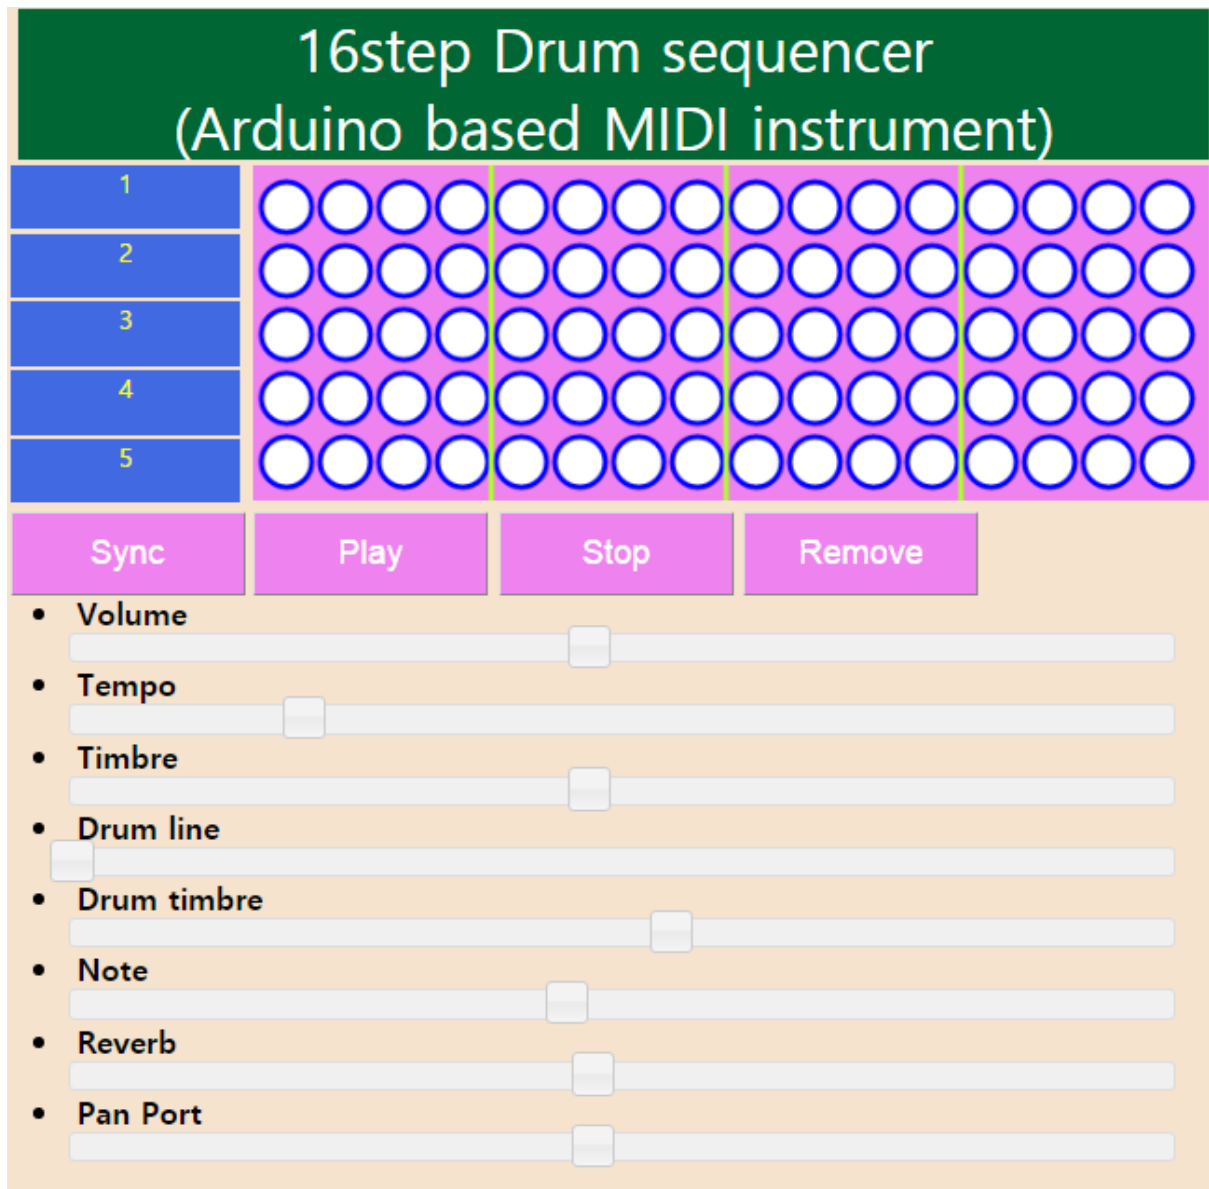 16step Drum sequencer
(Arduino based MIDI instrument)
1
2
3
4
5
Sync Play Stop Remove
Volume
Tempo
Timbre
Drum line
Drum timbre
Note
Reverb
Pan Port